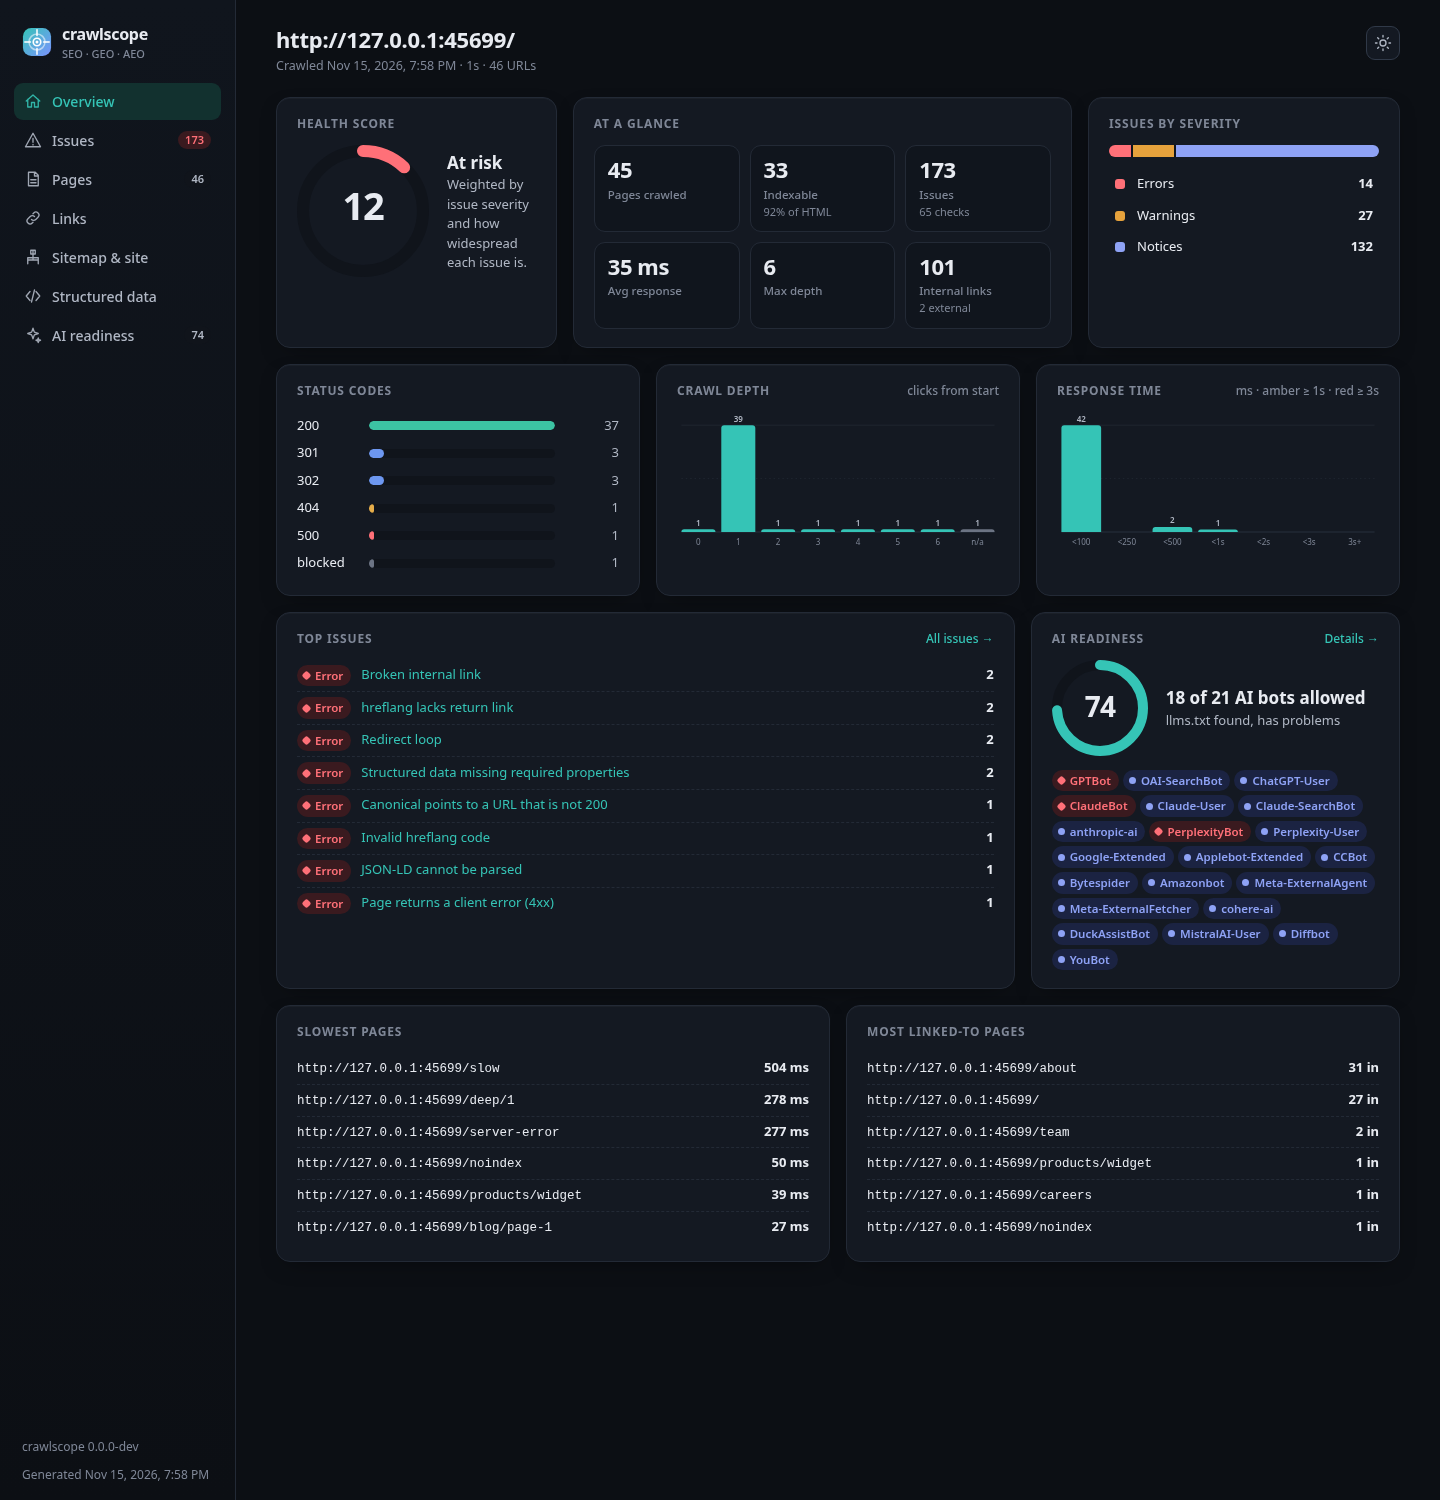 crawlscope
SEO · GEO · AEO
Overview
Issues 173
Pages 46
Links
Sitemap & site
Structured data
AI readiness 74
crawlscope 0.0.0-dev
Generated Nov 15, 2026, 7:58 PM
http://127.0.0.1:45699/
Crawled Nov 15, 2026, 7:58 PM · 1s · 46 URLs
HEALTH SCORE
12
At risk
Weighted by
issue severity
and how
widespread
each issue is.
AT A GLANCE
45
Pages crawled
33
Indexable
92% of HTML
173
Issues
65 checks
35 ms
Avg response
6
Max depth
101
Internal links
2 external
ISSUES BY SEVERITY
Errors 14
Warnings 27
Notices 132
STATUS CODES
200 37
301 3
302 3
404 1
500 1
blocked 1
CRAWL DEPTH clicks from start
39
1 1 1 1 1 1 1
0 1 2 3 4 5 6 n/a
RESPONSE TIME ms · amber ≥ 1s · red ≥ 3s
42
2 1
<100 <250 <500 <1s <2s <3s 3s+
TOP ISSUES All issues →
Error Broken internal link 2
Error hreflang lacks return link 2
Error Redirect loop 2
Error Structured data missing required properties 2
Error Canonical points to a URL that is not 200 1
Error Invalid hreflang code 1
Error JSON-LD cannot be parsed 1
Error Page returns a client error (4xx) 1
AI READINESS Details →
74
18 of 21 AI bots allowed
llms.txt found, has problems
GPTBot OAI-SearchBot ChatGPT-User
ClaudeBot Claude-User Claude-SearchBot
anthropic-ai PerplexityBot Perplexity-User
Google-Extended Applebot-Extended CCBot
Bytespider Amazonbot Meta-ExternalAgent
Meta-ExternalFetcher cohere-ai
DuckAssistBot MistralAI-User Diffbot
YouBot
SLOWEST PAGES
http://127.0.0.1:45699/slow 504 ms
http://127.0.0.1:45699/deep/1 278 ms
http://127.0.0.1:45699/server-error 277 ms
http://127.0.0.1:45699/noindex 50 ms
http://127.0.0.1:45699/products/widget 39 ms
http://127.0.0.1:45699/blog/page-1 27 ms
MOST LINKED-TO PAGES
http://127.0.0.1:45699/about 31 in
http://127.0.0.1:45699/ 27 in
http://127.0.0.1:45699/team 2 in
http://127.0.0.1:45699/products/widget 1 in
http://127.0.0.1:45699/careers 1 in
http://127.0.0.1:45699/noindex 1 in